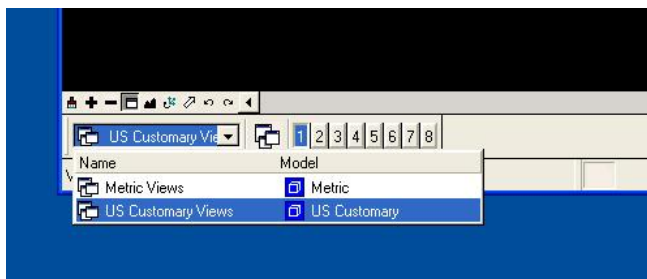 US Customary Vie
1 2 3 4 5 6 7 8
Name Model
V
Metric Views Metric
US Customary Views US Customary